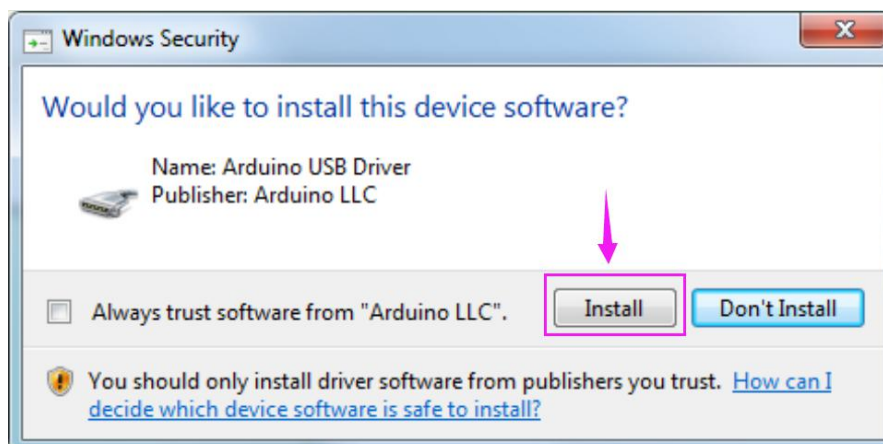 Windows Security
Would you like to install this device software?
Name: Arduino USB Driver
Publisher: Arduino LLC
Always trust software from "Arduino LLC".
Install
Don't Install
You should only install driver software from publishers you trust. How can I
decide which device software is safe to install?